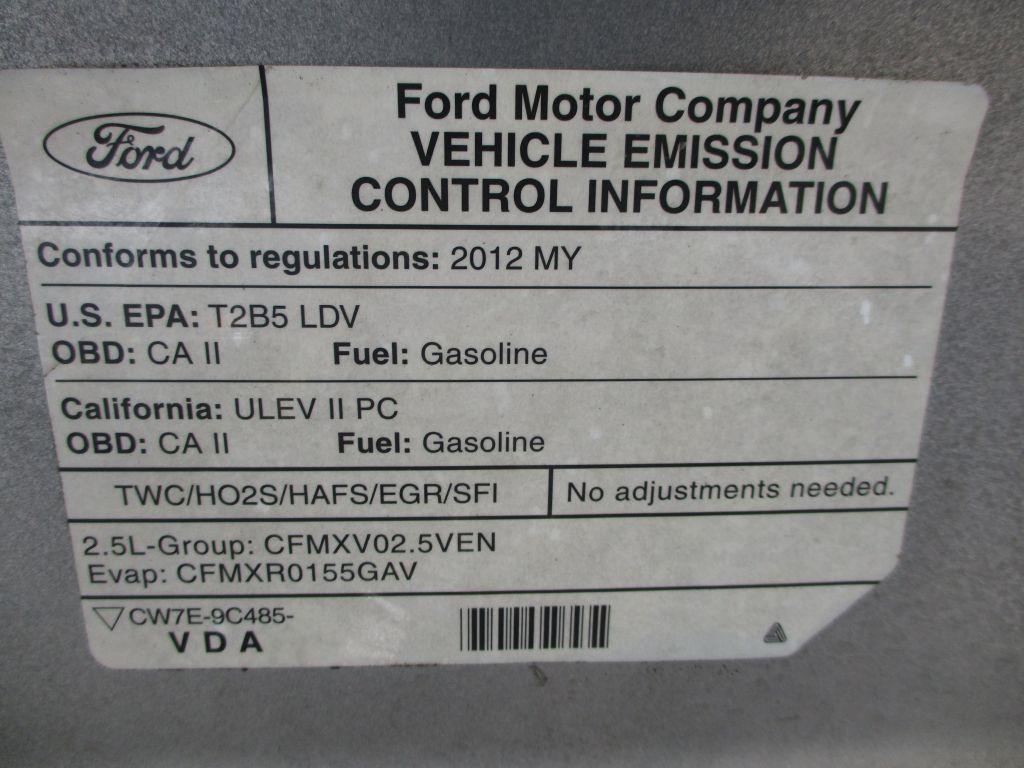 Ford
Ford Motor Company
VEHICLE EMISSION
CONTROL INFORMATION
Conforms to regulations: 2012 MY
U.S. EPA: T2B5 LDV
OBD: CA II Fuel: Gasoline
California: ULEV II PC
OBD: CA II Fuel: Gasoline
TWC/HO2S/HAFS/EGR/SFI No adjustments needed.
2.5L-Group: CFMXV02.5VEN
Evap: CFMXR0155GAV
CW7E-9C485-
V D A